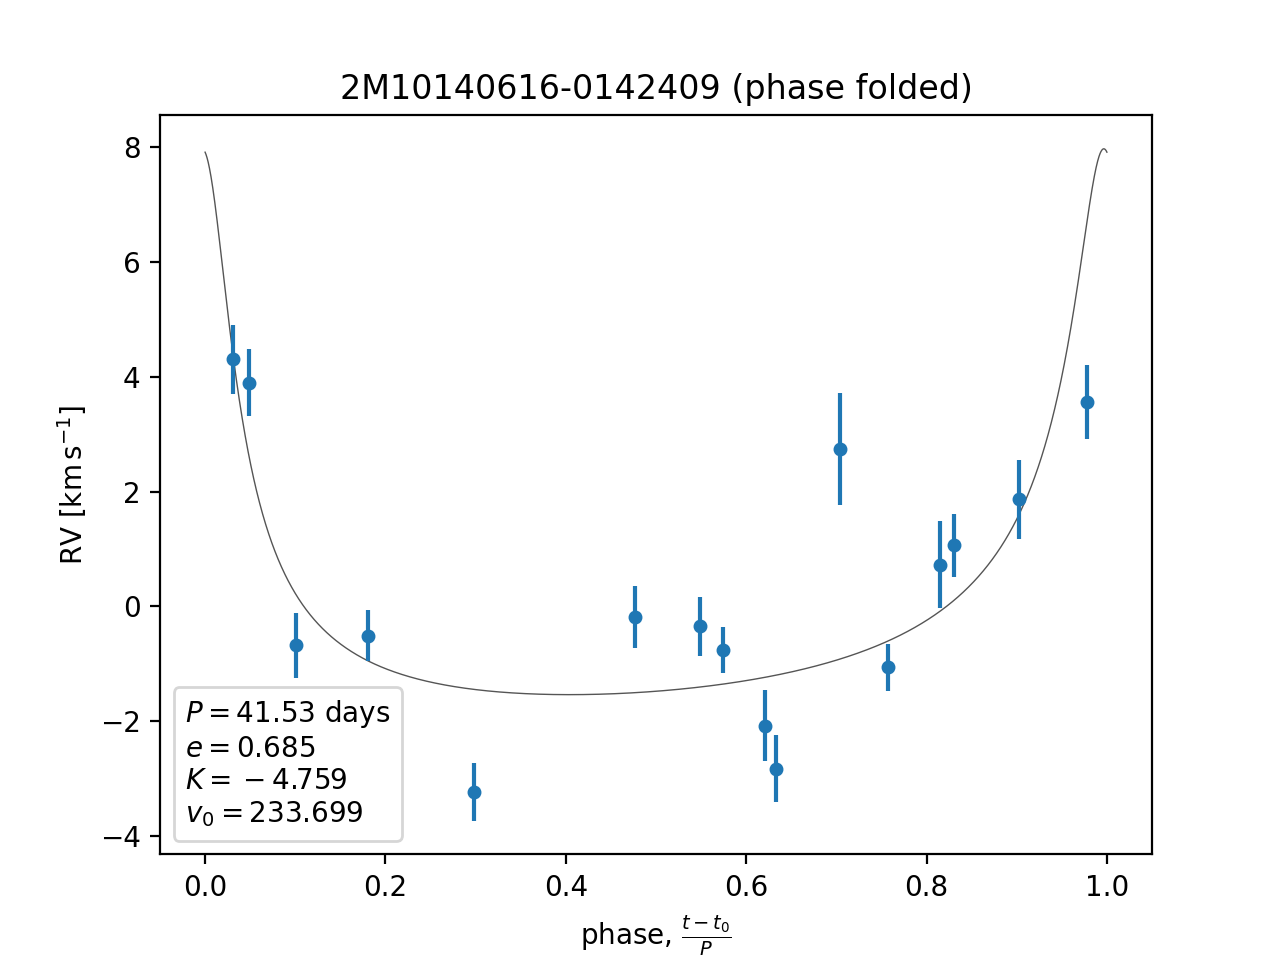 2M10140616-0142409 (phase folded)
RV [km s⁻¹]
8
6
4
2
0
−2
−4
P = 41.53 days
e = 0.685
K = − 4.759
v₀ = 233.699
0.0 0.2 0.4 0.6 0.8 1.0
phase, (t − t₀)/P